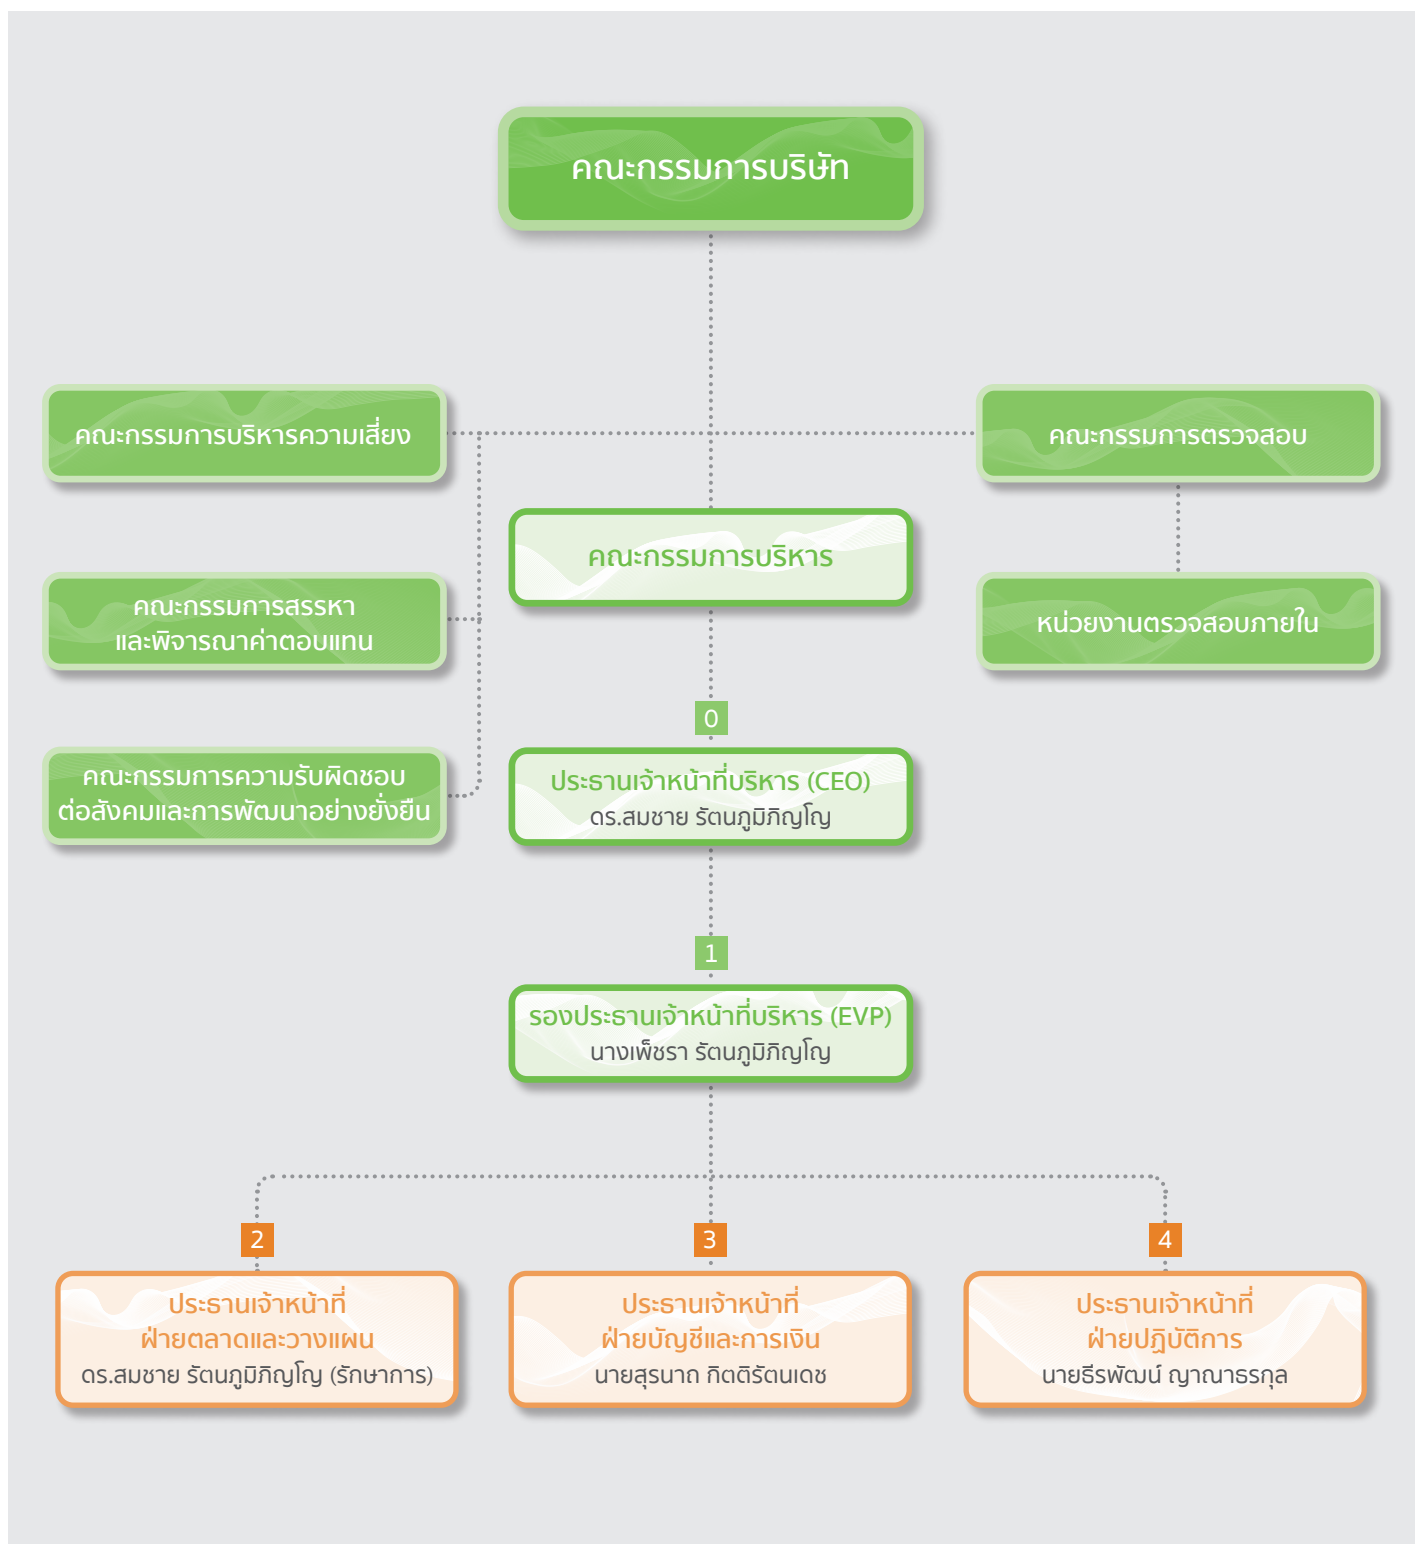 คณะกรรมการบริษัท
คณะกรรมการบริหารความเสี่ยง
คณะกรรมการตรวจสอบ
คณะกรรมการบริหาร
คณะกรรมการสรรหา
และพิจารณาค่าตอบแทน
หน่วยงานตรวจสอบภายใน
0
คณะกรรมการความรับผิดชอบ
ต่อสังคมและการพัฒนาอย่างยั่งยืน
ประธานเจ้าหน้าที่บริหาร (CEO)
ดร.สมชาย รัตนภูมิภิญโญ
1
รองประธานเจ้าหน้าที่บริหาร (EVP)
นางเพ็ชรา รัตนภูมิภิญโญ
2
ประธานเจ้าหน้าที่
ฝ่ายตลาดและวางแผน
ดร.สมชาย รัตนภูมิภิญโญ (รักษาการ)
3
ประธานเจ้าหน้าที่
ฝ่ายบัญชีและการเงิน
นายสุรนาถ กิตติรัตนเดช
4
ประธานเจ้าหน้าที่
ฝ่ายปฏิบัติการ
นายธีรพัฒน์ ญาณาธรกุล